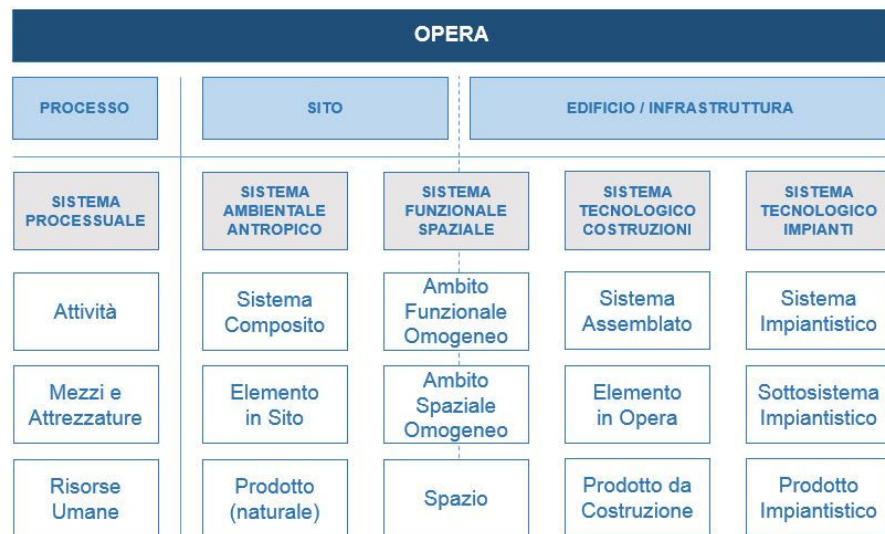 OPERA
PROCESSO
SITO
EDIFICIO / INFRASTRUTTURA
SISTEMA
PROCESSUALE
SISTEMA
AMBIENTALE
ANTROPICO
SISTEMA
FUNZIONALE
SPAZIALE
SISTEMA
TECNOLOGICO
COSTRUZIONI
SISTEMA
TECNOLOGICO
IMPIANTI
Attività
Sistema
Composito
Ambito
Funzionale
Omogeneo
Sistema
Assemblato
Sistema
Impiantistico
Mezzi e
Attrezzature
Elemento
in Sito
Ambito
Spaziale
Omogeneo
Elemento
in Opera
Sottosistema
Impiantistico
Risorse
Umane
Prodotto
(naturale)
Spazio
Prodotto da
Costruzione
Prodotto
Impiantistico